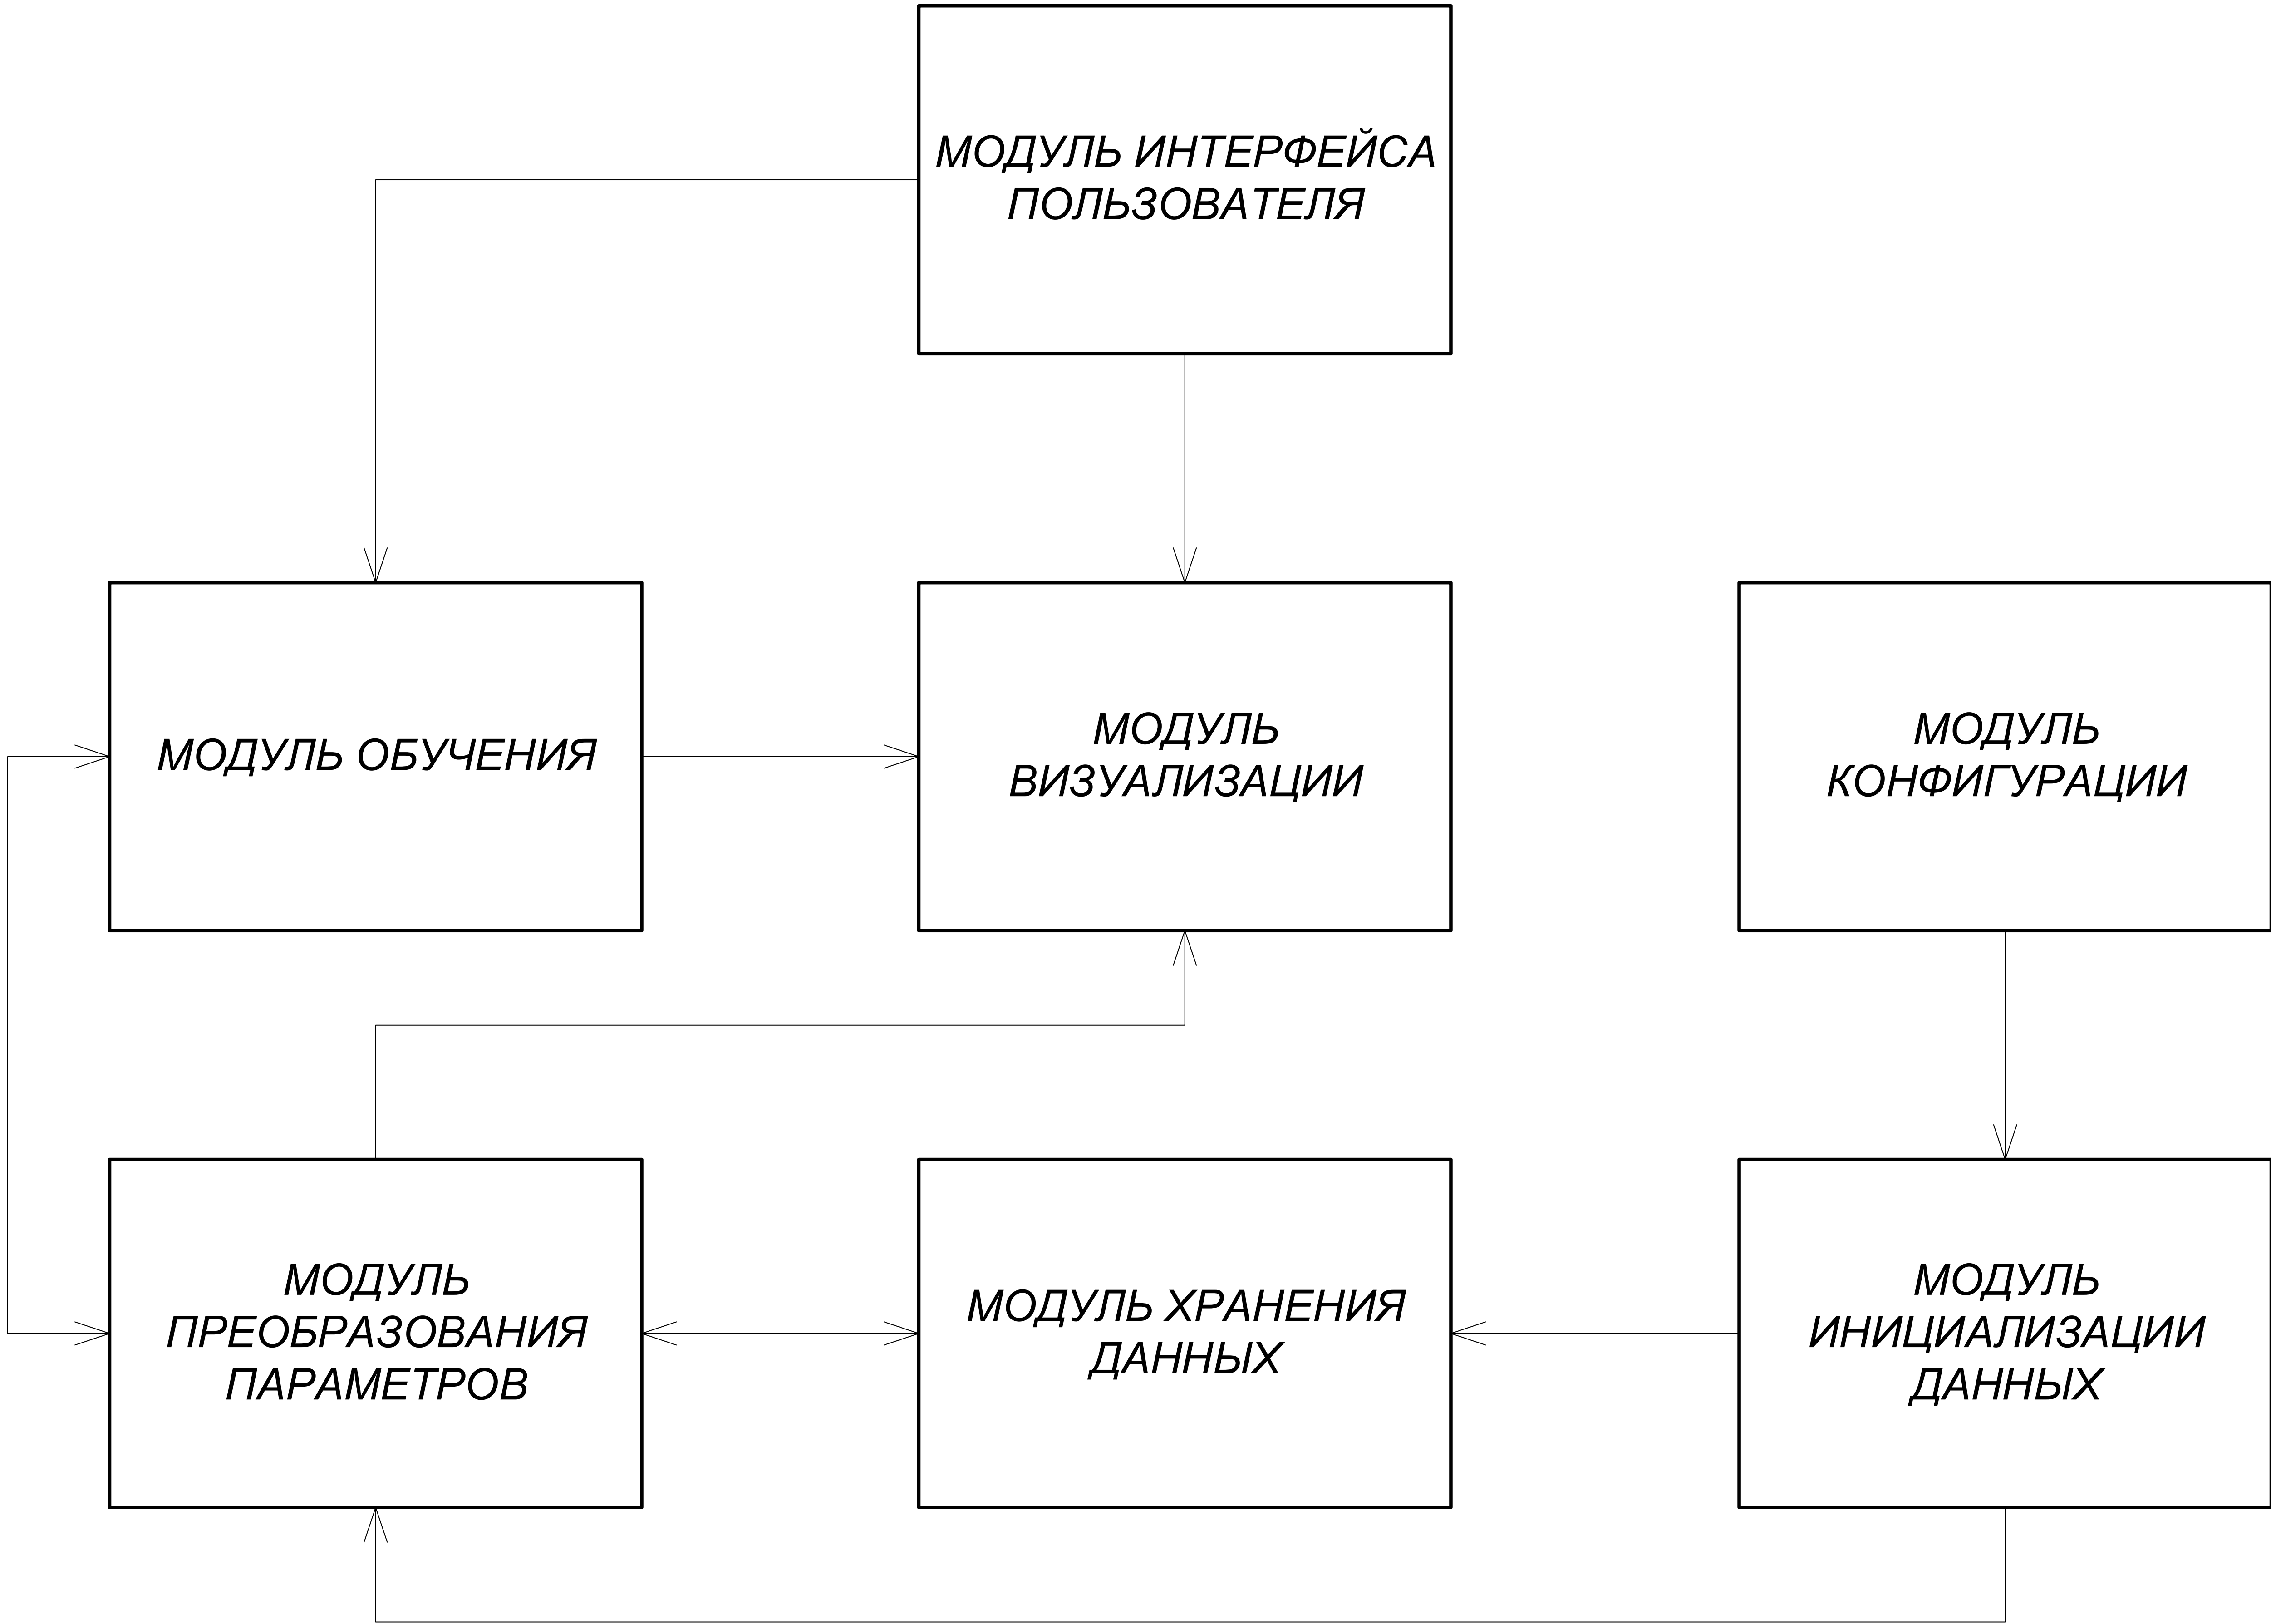 МОДУЛЬ ИНТЕРФЕЙСА
ПОЛЬЗОВАТЕЛЯ
МОДУЛЬ ОБУЧЕНИЯ
МОДУЛЬ
ВИЗУАЛИЗАЦИИ
МОДУЛЬ
КОНФИГУРАЦИИ
МОДУЛЬ
ПРЕОБРАЗОВАНИЯ
ПАРАМЕТРОВ
МОДУЛЬ ХРАНЕНИЯ
ДАННЫХ
МОДУЛЬ
ИНИЦИАЛИЗАЦИИ
ДАННЫХ